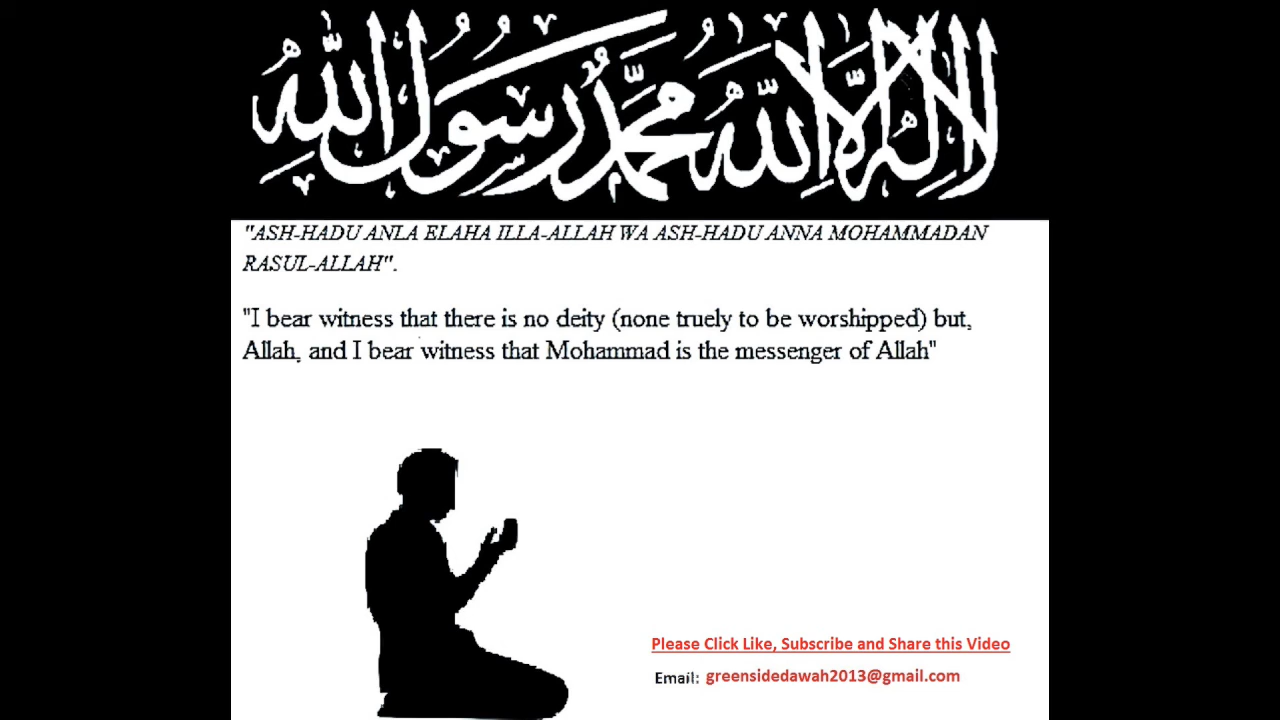 لا إله إلا الله محمد رسول الله
"ASH-HADU ANLA ELAHA ILLA-ALLAH WA ASH-HADU ANNA MOHAMMADAN
RASUL-ALLAH".
"I bear witness that there is no deity (none truely to be worshipped) but,
Allah, and I bear witness that Mohammad is the messenger of Allah"
Please Click Like, Subscribe and Share this Video
Email: greensidedawah2013@gmail.com